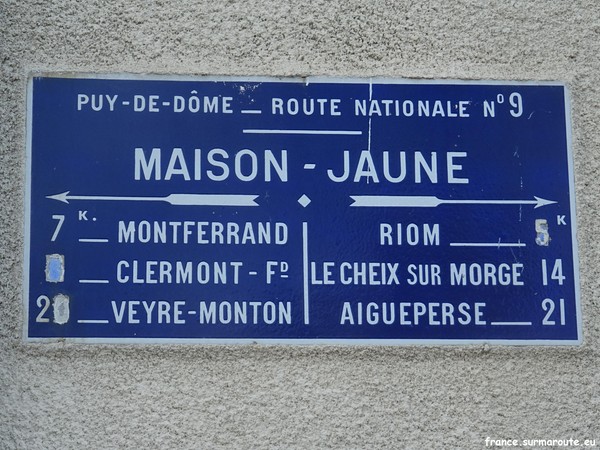 PUY-DE-DÔME _ ROUTE NATIONALE Nº 9
MAISON - JAUNE
7 K. _ MONTFERRAND
_ CLERMONT - FD
_ VEYRE-MONTON
RIOM _ 5 K
LE CHEIX SUR MORGE 14
AIGUEPERSE _ 21
france.surmaroute.eu